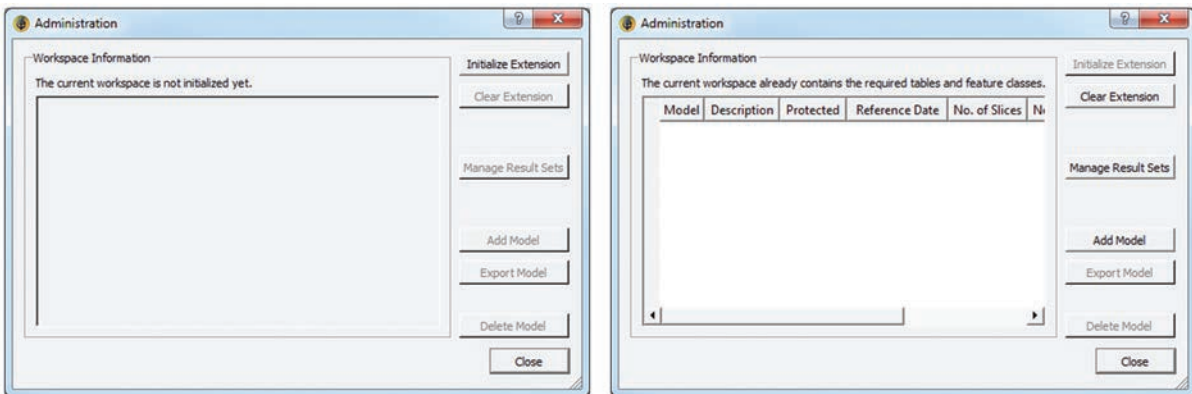 Administration
Workspace Information
The current workspace is not initialized yet.
Initialize Extension
Clear Extension
Manage Result Sets
Add Model
Export Model
Delete Model
Close
Administration
Workspace Information
The current workspace already contains the required tables and feature classes.
Model Description Protected Reference Date No. of Slices
Initialize Extension
Clear Extension
Manage Result Sets
Add Model
Export Model
Delete Model
Close